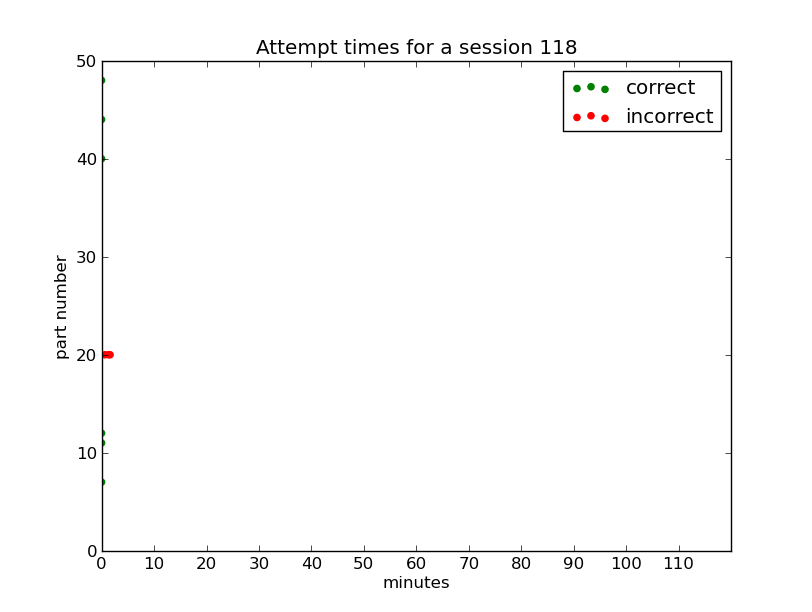 Attempt times for a session 118
correct
incorrect
50
40
30
20
10
0
part number
0 10 20 30 40 50 60 70 80 90 100 110
minutes